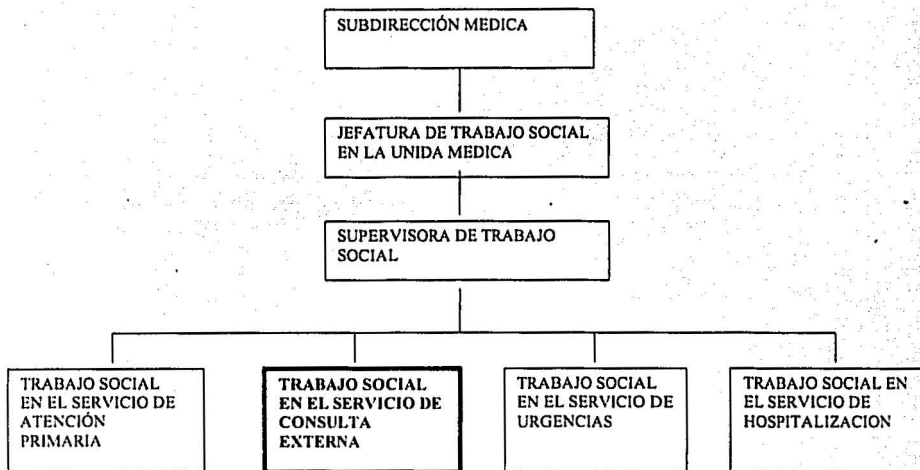 SUBDIRECCIÓN MEDICA
JEFATURA DE TRABAJO SOCIAL
EN LA UNIDA MEDICA
SUPERVISORA DE TRABAJO
SOCIAL
TRABAJO SOCIAL
EN EL SERVICIO DE
ATENCIÓN
PRIMARIA
TRABAJO SOCIAL
EN EL SERVICIO DE
CONSULTA
EXTERNA
TRABAJO SOCIAL
EN EL SERVICIO DE
URGENCIAS
TRABAJO SOCIAL EN
EL SERVICIO DE
HOSPITALIZACION